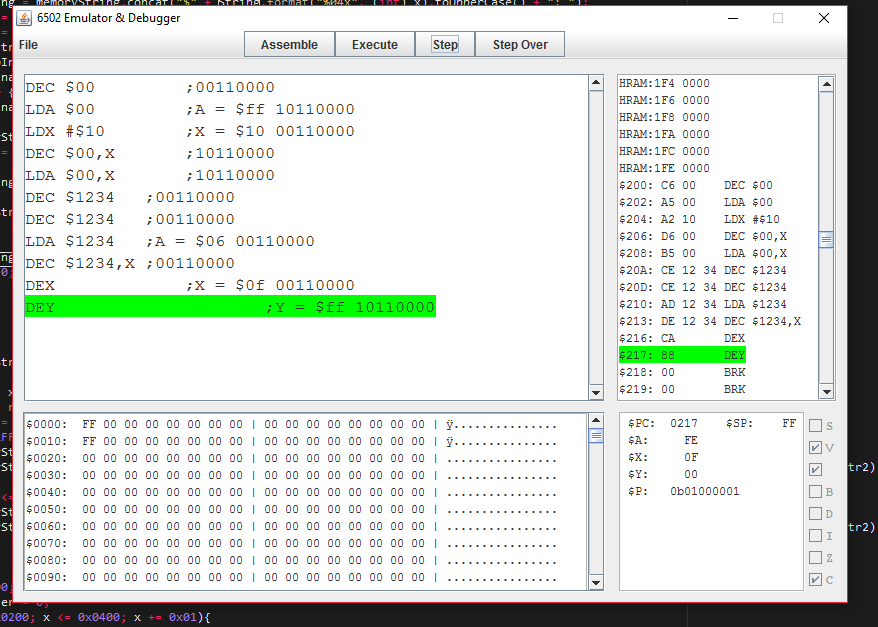 6502 Emulator & Debugger
File Assemble Execute Step Step Over
DEC $00 ;00110000
LDA $00 ;A = $ff 10110000
LDX #$10 ;X = $10 00110000
DEC $00,X ;10110000
LDA $00,X ;10110000
DEC $1234 ;00110000
DEC $1234 ;00110000
LDA $1234 ;A = $06 00110000
DEC $1234,X ;00110000
DEX ;X = $0f 00110000
DEY ;Y = $ff 10110000
HRAM:1F4 0000
HRAM:1F6 0000
HRAM:1F8 0000
HRAM:1FA 0000
HRAM:1FC 0000
HRAM:1FE 0000
$200: C6 00 DEC $00
$202: A5 00 LDA $00
$204: A2 10 LDX #$10
$206: D6 00 DEC $00,X
$208: B5 00 LDA $00,X
$20A: CE 12 34 DEC $1234
$20D: CE 12 34 DEC $1234
$210: AD 12 34 LDA $1234
$213: DE 12 34 DEC $1234,X
$216: CA DEX
$217: 88 DEY
$218: 00 BRK
$219: 00 BRK
$0000: FF 00 00 00 00 00 00 00 | 00 00 00 00 00 00 00 00 | ÿ...............
$0010: FF 00 00 00 00 00 00 00 | 00 00 00 00 00 00 00 00 | ÿ...............
$0020: 00 00 00 00 00 00 00 00 | 00 00 00 00 00 00 00 00 | ................
$0030: 00 00 00 00 00 00 00 00 | 00 00 00 00 00 00 00 00 | ................
$0040: 00 00 00 00 00 00 00 00 | 00 00 00 00 00 00 00 00 | ................
$0050: 00 00 00 00 00 00 00 00 | 00 00 00 00 00 00 00 00 | ................
$0060: 00 00 00 00 00 00 00 00 | 00 00 00 00 00 00 00 00 | ................
$0070: 00 00 00 00 00 00 00 00 | 00 00 00 00 00 00 00 00 | ................
$0080: 00 00 00 00 00 00 00 00 | 00 00 00 00 00 00 00 00 | ................
$0090: 00 00 00 00 00 00 00 00 | 00 00 00 00 00 00 00 00 | ................
$PC: 0217 $SP: FF
$A: FE
$X: 0F
$Y: 00
$P: 0b01000001
S
V
B
D
I
Z
C
tr2)
tr2)
0200; x <= 0x0400; x += 0x01){